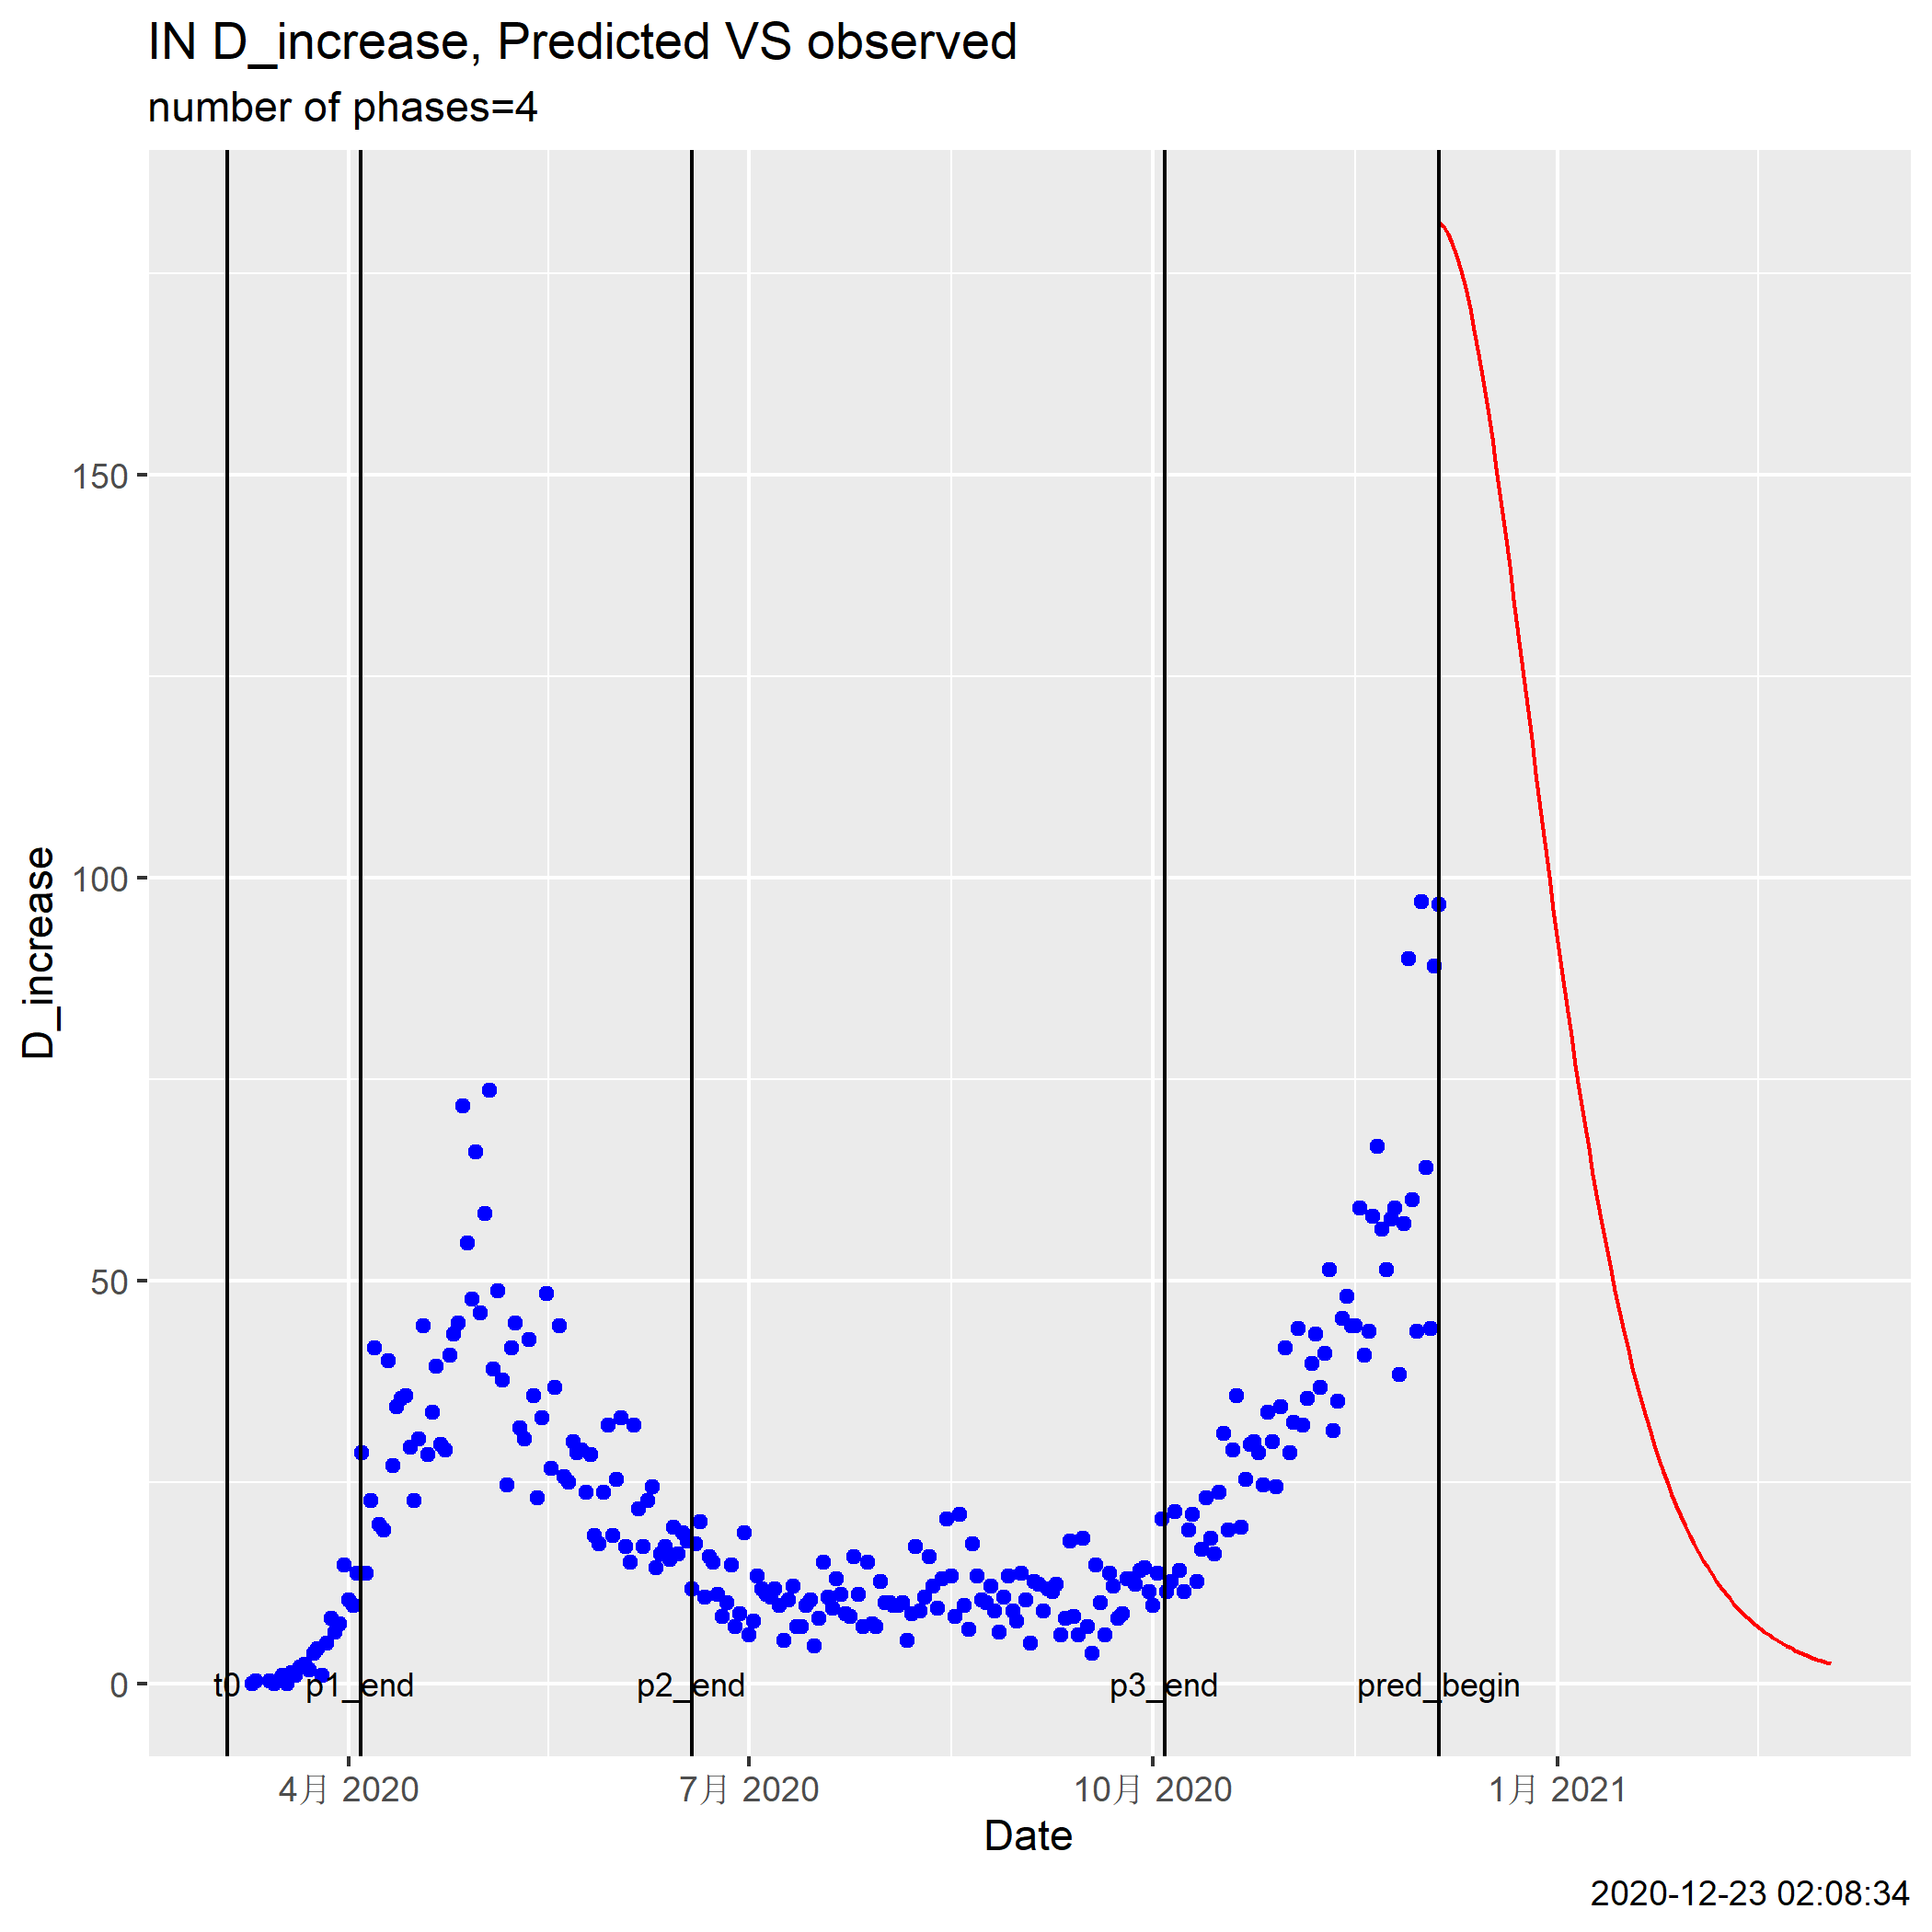 IN D_increase, Predicted VS observed
number of phases=4
150
100
50
0
D_increase
t0 p1_end p2_end p3_end pred_begin
4月 2020 7月 2020 10月 2020 1月 2021
Date
2020-12-23 02:08:34